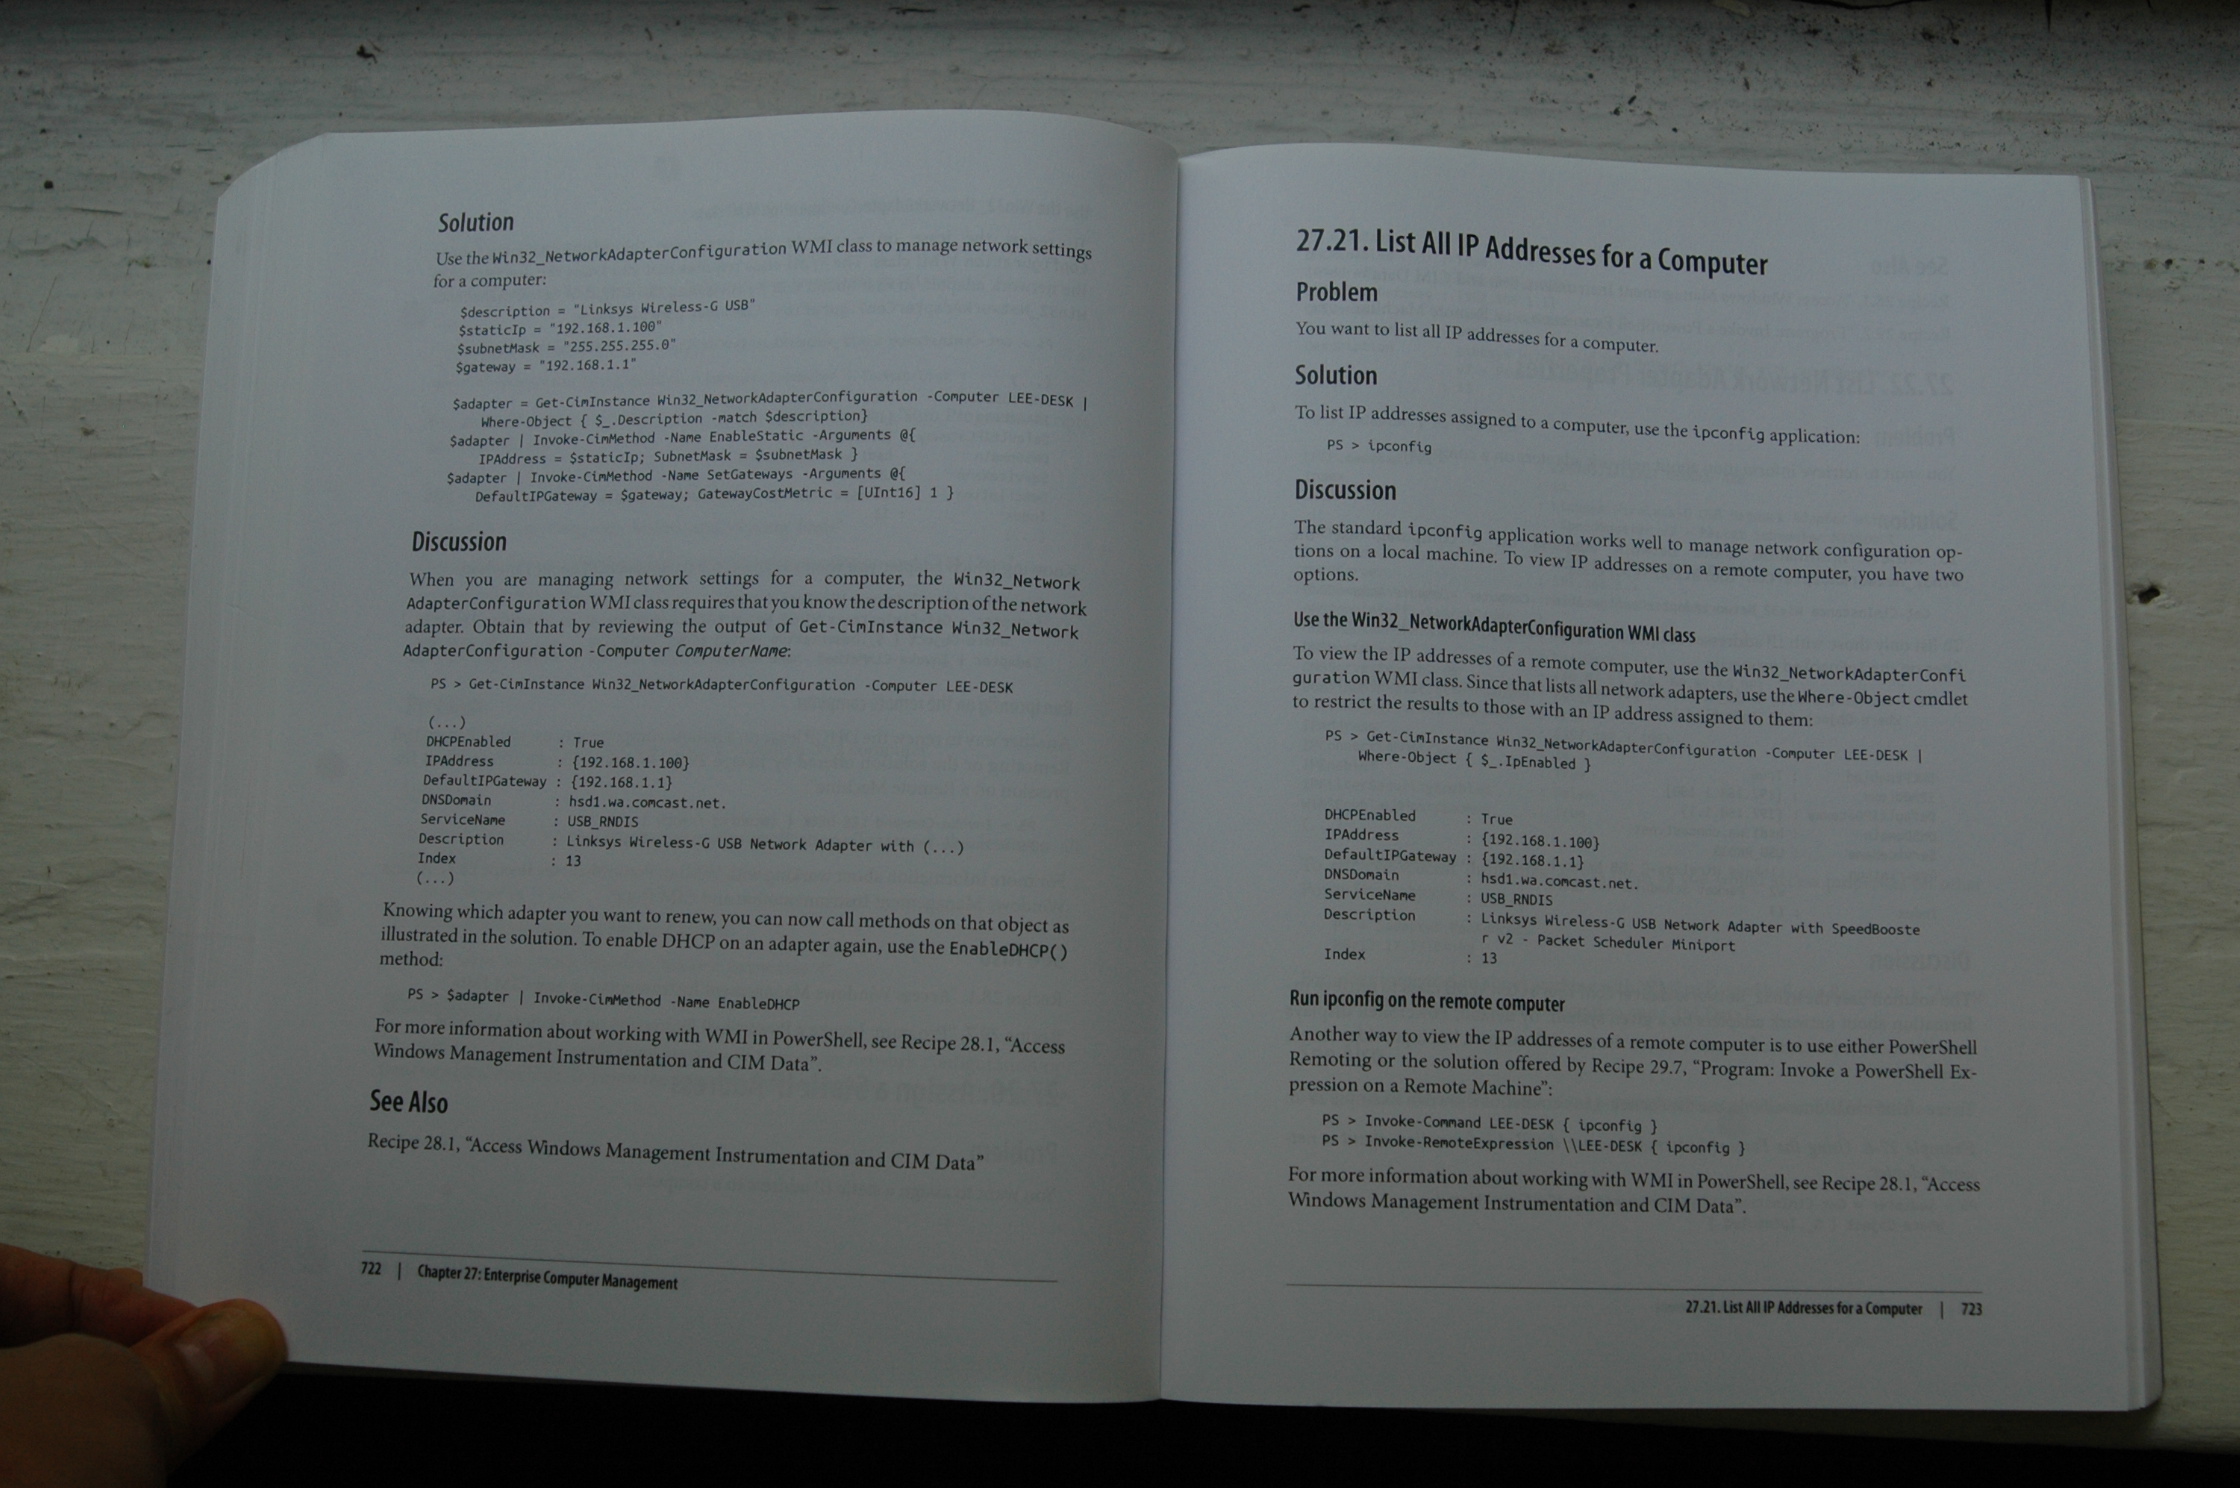 Solution
Use the Win32_NetworkAdapterConfiguration WMI class to manage network settings
for a computer:
$description = "Linksys Wireless-G USB"
$staticIp = "192.168.1.100"
$subnetMask = "255.255.255.0"
$gateway = "192.168.1.1"
$adapter = Get-CimInstance Win32_NetworkAdapterConfiguration -Computer LEE-DESK |
Where-Object { $_.Description -match $description}
$adapter | Invoke-CimMethod -Name EnableStatic -Arguments @{
IPAddress = $staticIp; SubnetMask = $subnetMask }
$adapter | Invoke-CimMethod -Name SetGateways -Arguments @{
DefaultIPGateway = $gateway; GatewayCostMetric = [UInt16] 1 }
Discussion
When you are managing network settings for a computer, the Win32_Network
AdapterConfiguration WMI class requires that you know the description of the network
adapter. Obtain that by reviewing the output of Get-CimInstance Win32_Network
AdapterConfiguration -Computer ComputerName:
PS > Get-CimInstance Win32_NetworkAdapterConfiguration -Computer LEE-DESK
(...)
DHCPEnabled : True
IPAddress : {192.168.1.100}
DefaultIPGateway : {192.168.1.1}
DNSDomain : hsd1.wa.comcast.net.
ServiceName : USB_RNDIS
Description : Linksys Wireless-G USB Network Adapter with (...)
Index : 13
(...)
Knowing which adapter you want to renew, you can now call methods on that object as
illustrated in the solution. To enable DHCP on an adapter again, use the EnableDHCP()
method:
PS > $adapter | Invoke-CimMethod -Name EnableDHCP
For more information about working with WMI in PowerShell, see Recipe 28.1, “Access
Windows Management Instrumentation and CIM Data”.
See Also
Recipe 28.1, “Access Windows Management Instrumentation and CIM Data”
722 | Chapter 27: Enterprise Computer Management
27.21. List All IP Addresses for a Computer
Problem
You want to list all IP addresses for a computer.
Solution
To list IP addresses assigned to a computer, use the ipconfig application:
PS > ipconfig
Discussion
The standard ipconfig application works well to manage network configuration op-
tions on a local machine. To view IP addresses on a remote computer, you have two
options.
Use the Win32_NetworkAdapterConfiguration WMI class
To view the IP addresses of a remote computer, use the Win32_NetworkAdapterConfi
guration WMI class. Since that lists all network adapters, use the Where-Object cmdlet
to restrict the results to those with an IP address assigned to them:
PS > Get-CimInstance Win32_NetworkAdapterConfiguration -Computer LEE-DESK |
Where-Object { $_.IpEnabled }
DHCPEnabled : True
IPAddress : {192.168.1.100}
DefaultIPGateway : {192.168.1.1}
DNSDomain : hsd1.wa.comcast.net.
ServiceName : USB_RNDIS
Description : Linksys Wireless-G USB Network Adapter with SpeedBooste
r v2 - Packet Scheduler Miniport
Index : 13
Run ipconfig on the remote computer
Another way to view the IP addresses of a remote computer is to use either PowerShell
Remoting or the solution offered by Recipe 29.7, “Program: Invoke a PowerShell Ex-
pression on a Remote Machine”:
PS > Invoke-Command LEE-DESK { ipconfig }
PS > Invoke-RemoteExpression \\LEE-DESK { ipconfig }
For more information about working with WMI in PowerShell, see Recipe 28.1, “Access
Windows Management Instrumentation and CIM Data”.
27.21. List All IP Addresses for a Computer | 723